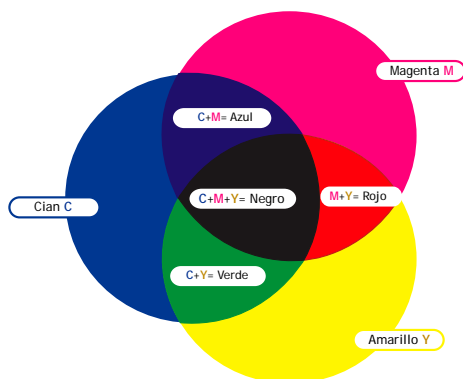 Magenta M
C+M= Azul
C+M+Y= Negro
M+Y= Rojo
Cian C
C+Y= Verde
Amarillo Y